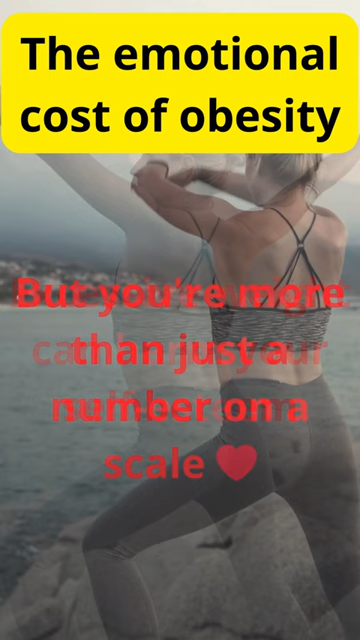 The emotional
cost of obesity
But you're more
than just a
number on a
scale ❤️